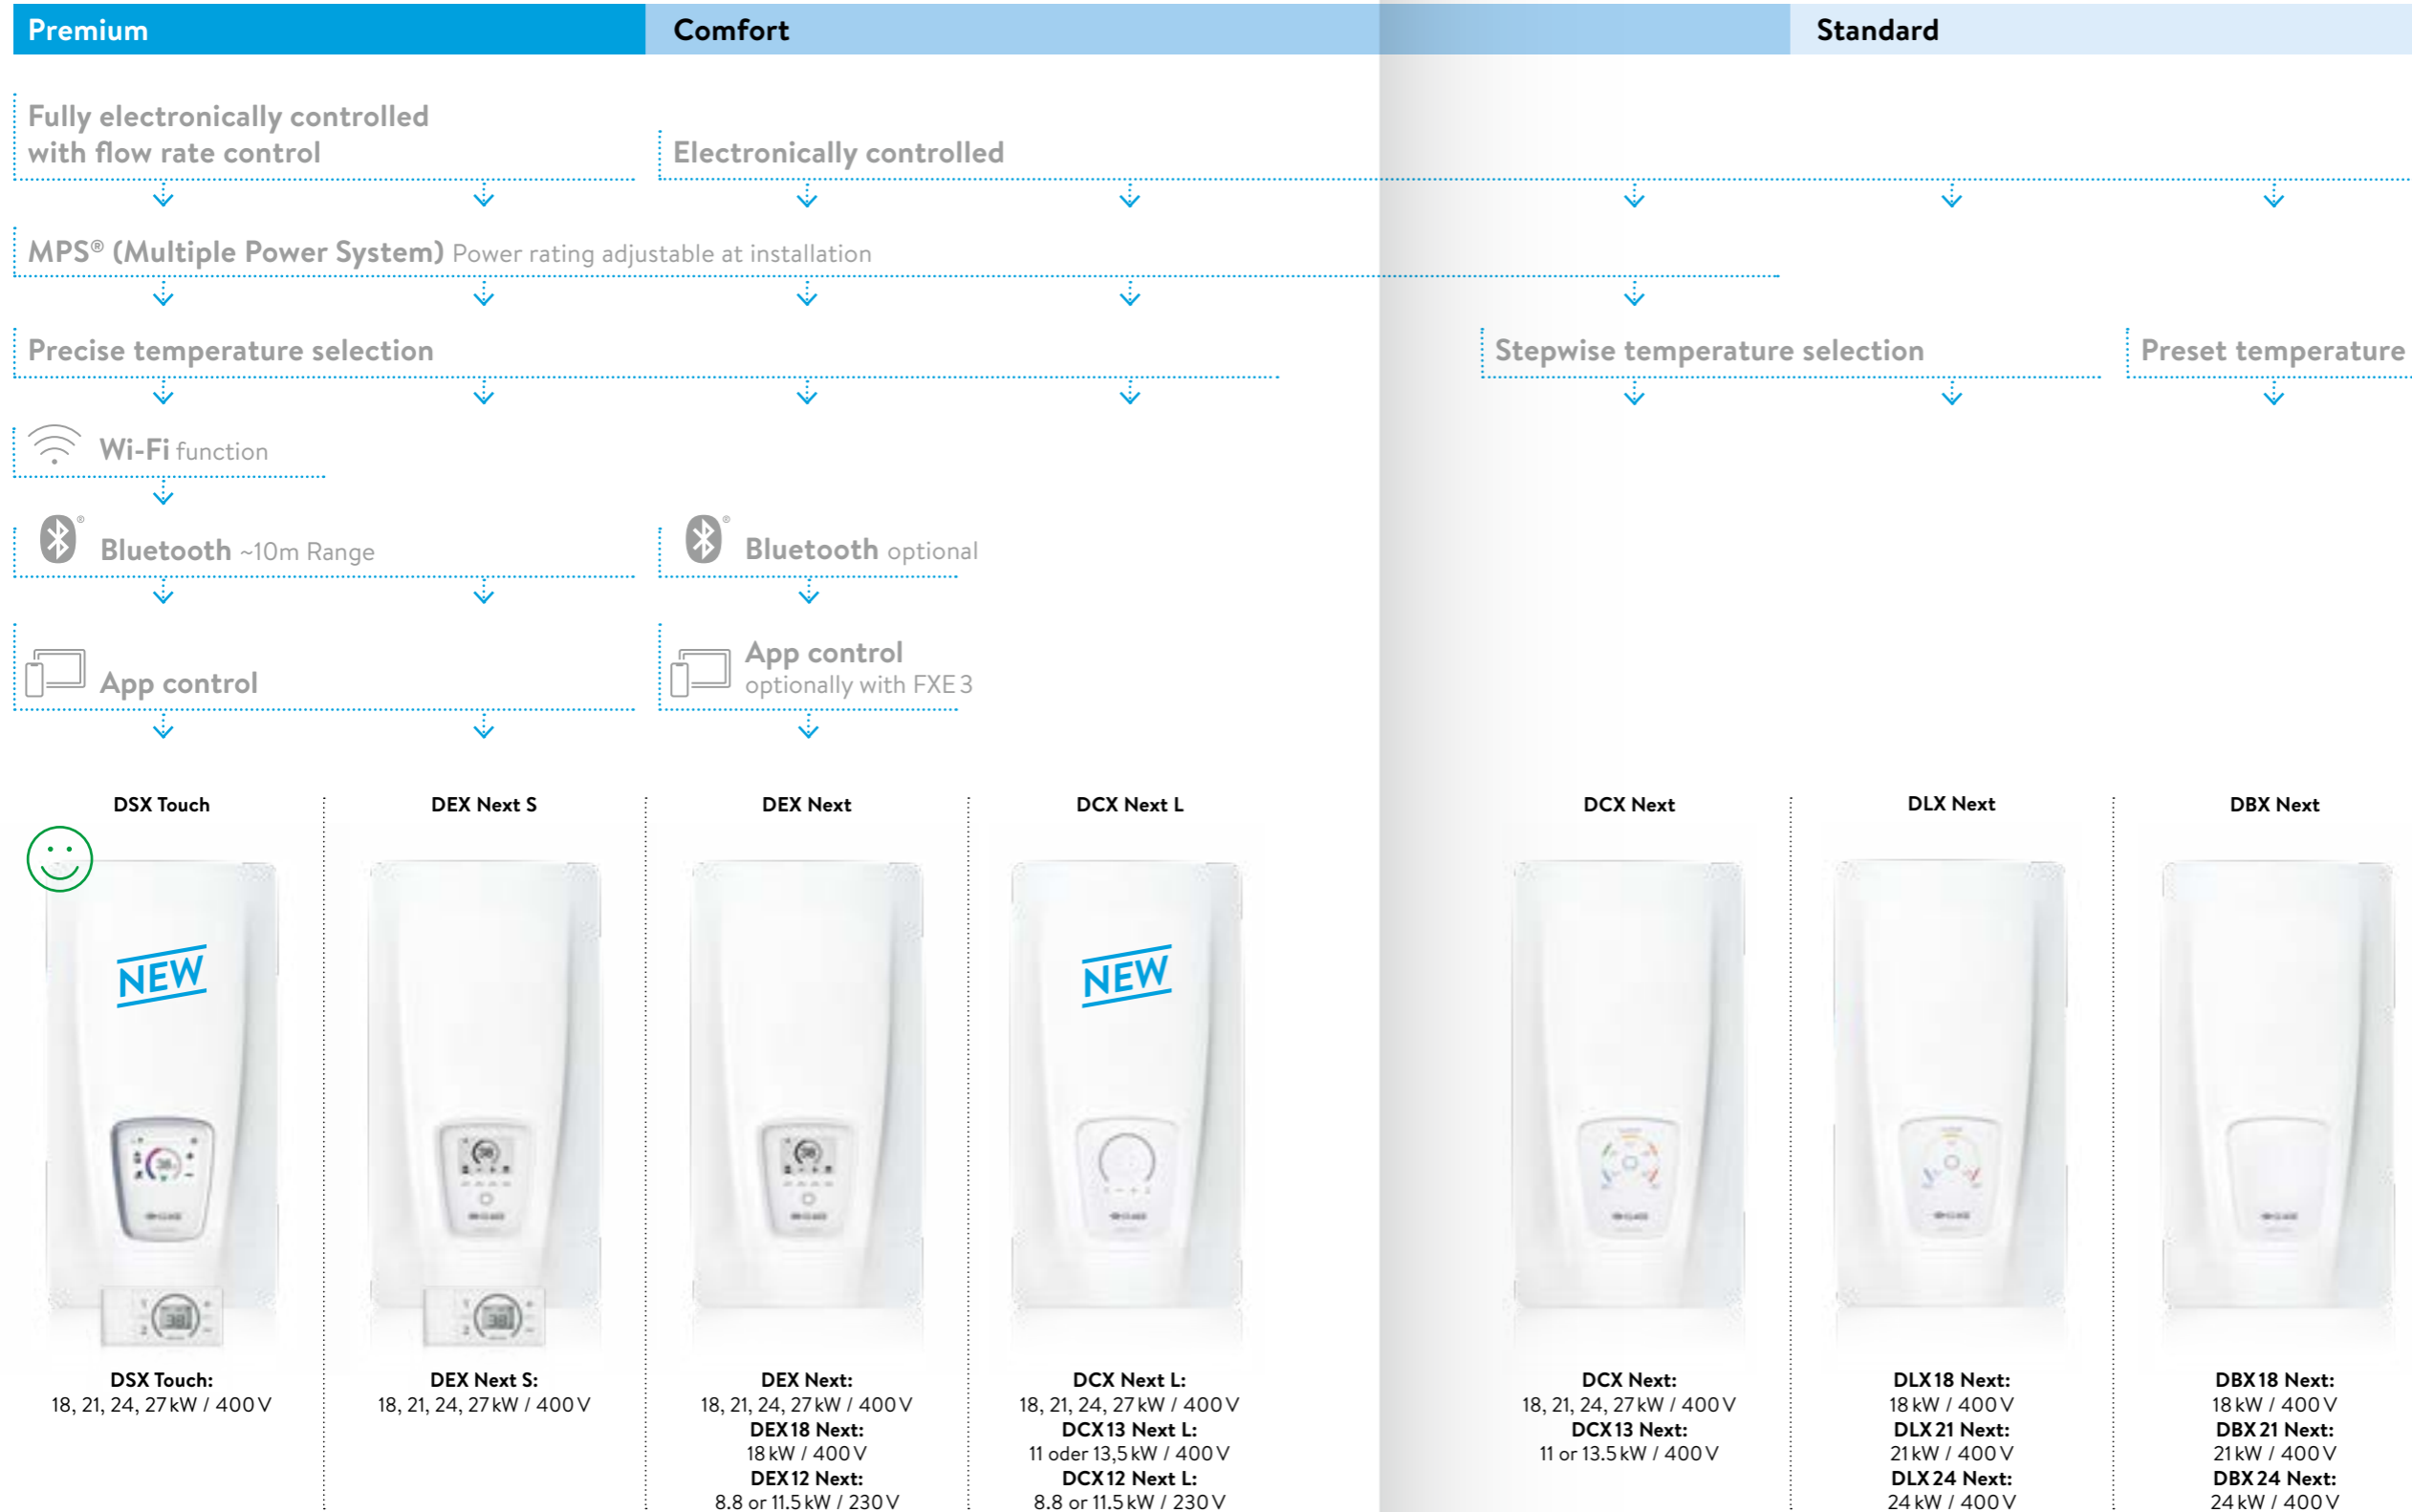 Premium
Comfort
Standard
Fully electronically controlled
with flow rate control
Electronically controlled
MPS® (Multiple Power System) Power rating adjustable at installation
Precise temperature selection
Stepwise temperature selection
Preset temperature
Wi-Fi function
® Bluetooth ~10m Range
® Bluetooth optional
App control
App control
optionally with FXE 3
DSX Touch
DEX Next S
DEX Next
DCX Next L
DCX Next
DLX Next
DBX Next
NEW
NEW
38
38
38
38
38
DSX Touch:
18, 21, 24, 27 kW / 400 V
DEX Next S:
18, 21, 24, 27 kW / 400 V
DEX Next:
18, 21, 24, 27 kW / 400 V
DEX 18 Next:
18 kW / 400 V
DEX 12 Next:
8.8 or 11.5 kW / 230 V
DCX Next L:
18, 21, 24, 27 kW / 400 V
DCX 13 Next L:
11 oder 13,5 kW / 400 V
DCX 12 Next L:
8.8 or 11.5 kW / 230 V
DCX Next:
18, 21, 24, 27 kW / 400 V
DCX 13 Next:
11 or 13.5 kW / 400 V
DLX 18 Next:
18 kW / 400 V
DLX 21 Next:
21 kW / 400 V
DLX 24 Next:
24 kW / 400 V
DBX 18 Next:
18 kW / 400 V
DBX 21 Next:
21 kW / 400 V
DBX 24 Next:
24 kW / 400 V